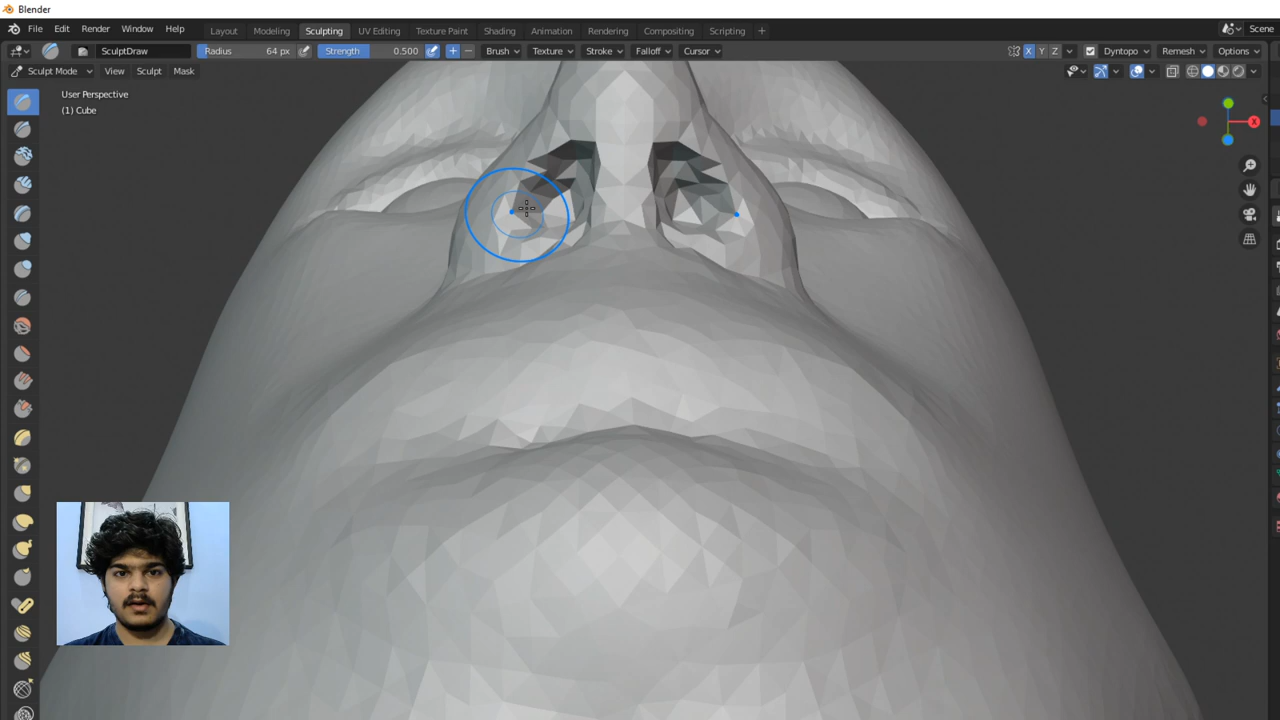 Blender
File Edit Render Window Help Layout Modeling Sculpting UV Editing Texture Paint Shading Animation Rendering Compositing Scripting + Scene
SculptDraw Radius 64 px Strength 0.500 Brush Texture Stroke Falloff Cursor X Y Z Dyntopo Remesh Options
Sculpt Mode View Sculpt Mask
User Perspective
(1) Cube
X